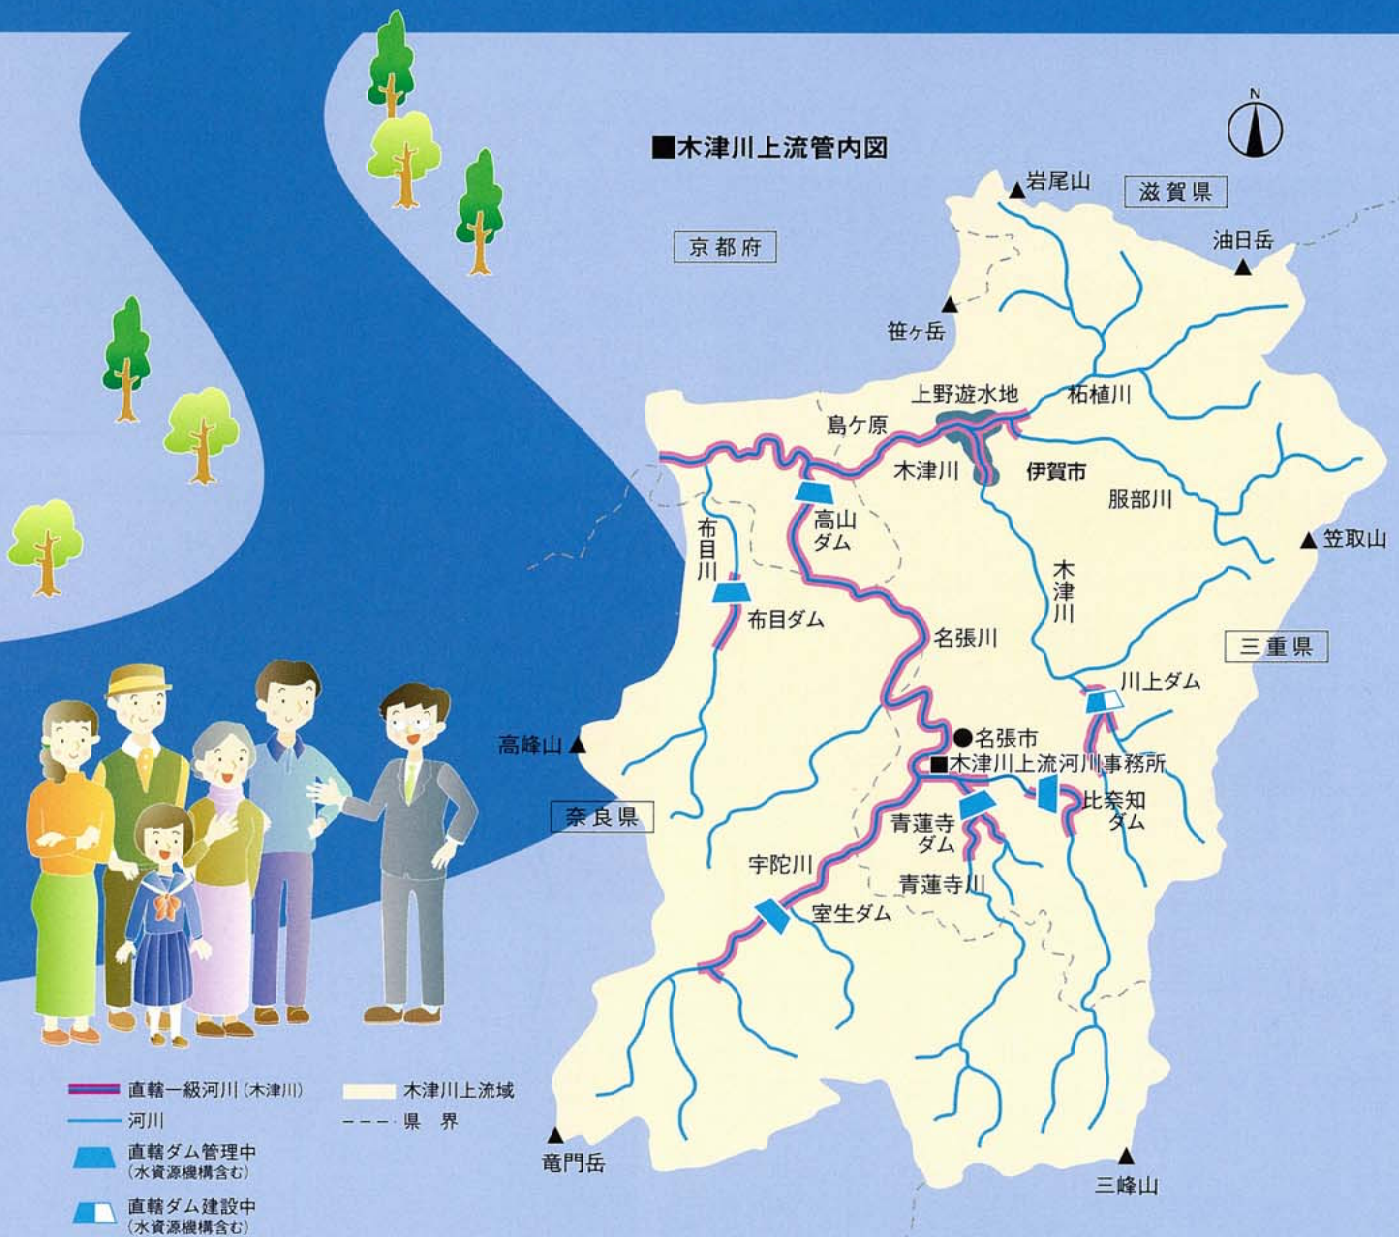 N
■木津川上流管内図
岩尾山
滋賀県
京都府
油日岳
笹ヶ岳
上野遊水地
柘植川
島ケ原
木津川
伊賀市
服部川
高山
ダム
布目川
笠取山
木津川
布目ダム
名張川
三重県
川上ダム
高峰山
名張市
木津川上流河川事務所
比奈知
ダム
奈良県
青蓮寺
ダム
宇陀川
青蓮寺川
室生ダム
直轄一級河川(木津川)
木津川上流域
河川
県 界
直轄ダム管理中
(水資源機構含む)
竜門岳
三峰山
直轄ダム建設中
(水資源機構含む)